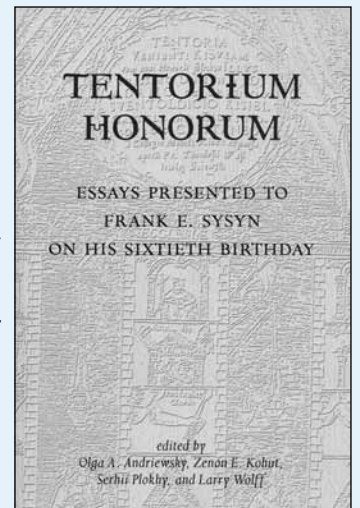 TENTORIA
TENTORIUM
HONORUM
ESSAYS PRESENTED TO
FRANK E. SYSYN
ON HIS SIXTIETH BIRTHDAY
edited by
Olga A. Andriewsky, Zenon E. Kohut,
Serhii Plokhy, and Larry Wolff